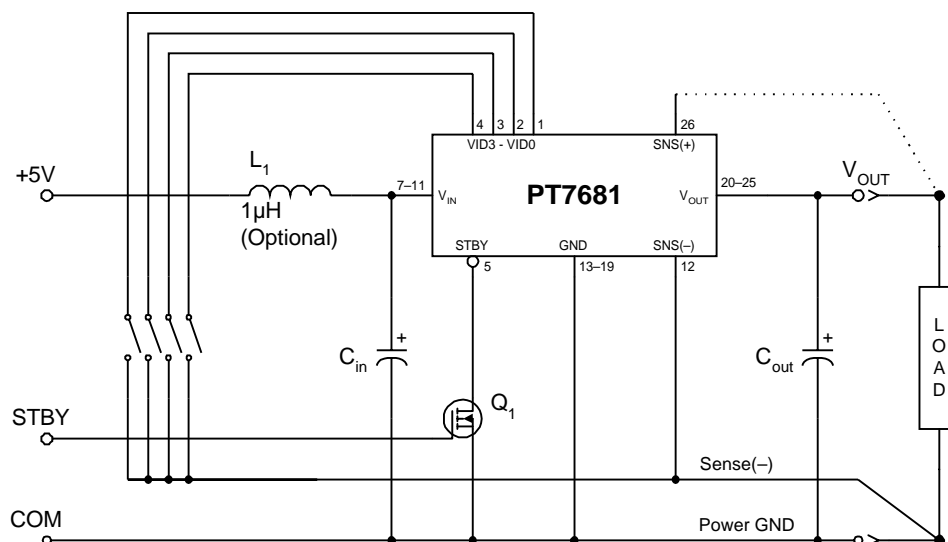 4 3 2 1
26
VID3 - VID0
SNS(+)
L1
+5V
7–11
20–25
VOUT
VIN
PT7681
VOUT
1µH
(Optional)
STBY
GND
SNS(–)
5
13–19
12
+
+
Cin
Cout
LOAD
Q1
STBY
Sense(–)
COM
Power GND